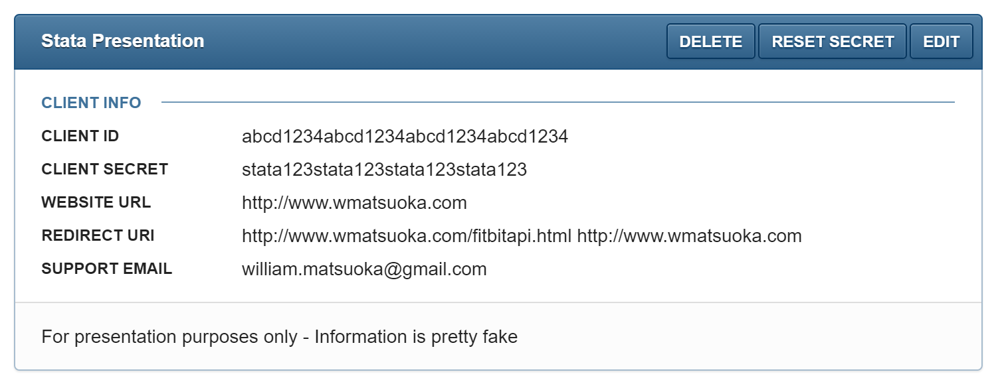 Stata Presentation DELETE RESET SECRET EDIT
CLIENT INFO
CLIENT ID abcd1234abcd1234abcd1234abcd1234
CLIENT SECRET stata123stata123stata123stata123
WEBSITE URL http://www.wmatsuoka.com
REDIRECT URI http://www.wmatsuoka.com/fitbitapi.html http://www.wmatsuoka.com
SUPPORT EMAIL william.matsuoka@gmail.com
For presentation purposes only - Information is pretty fake